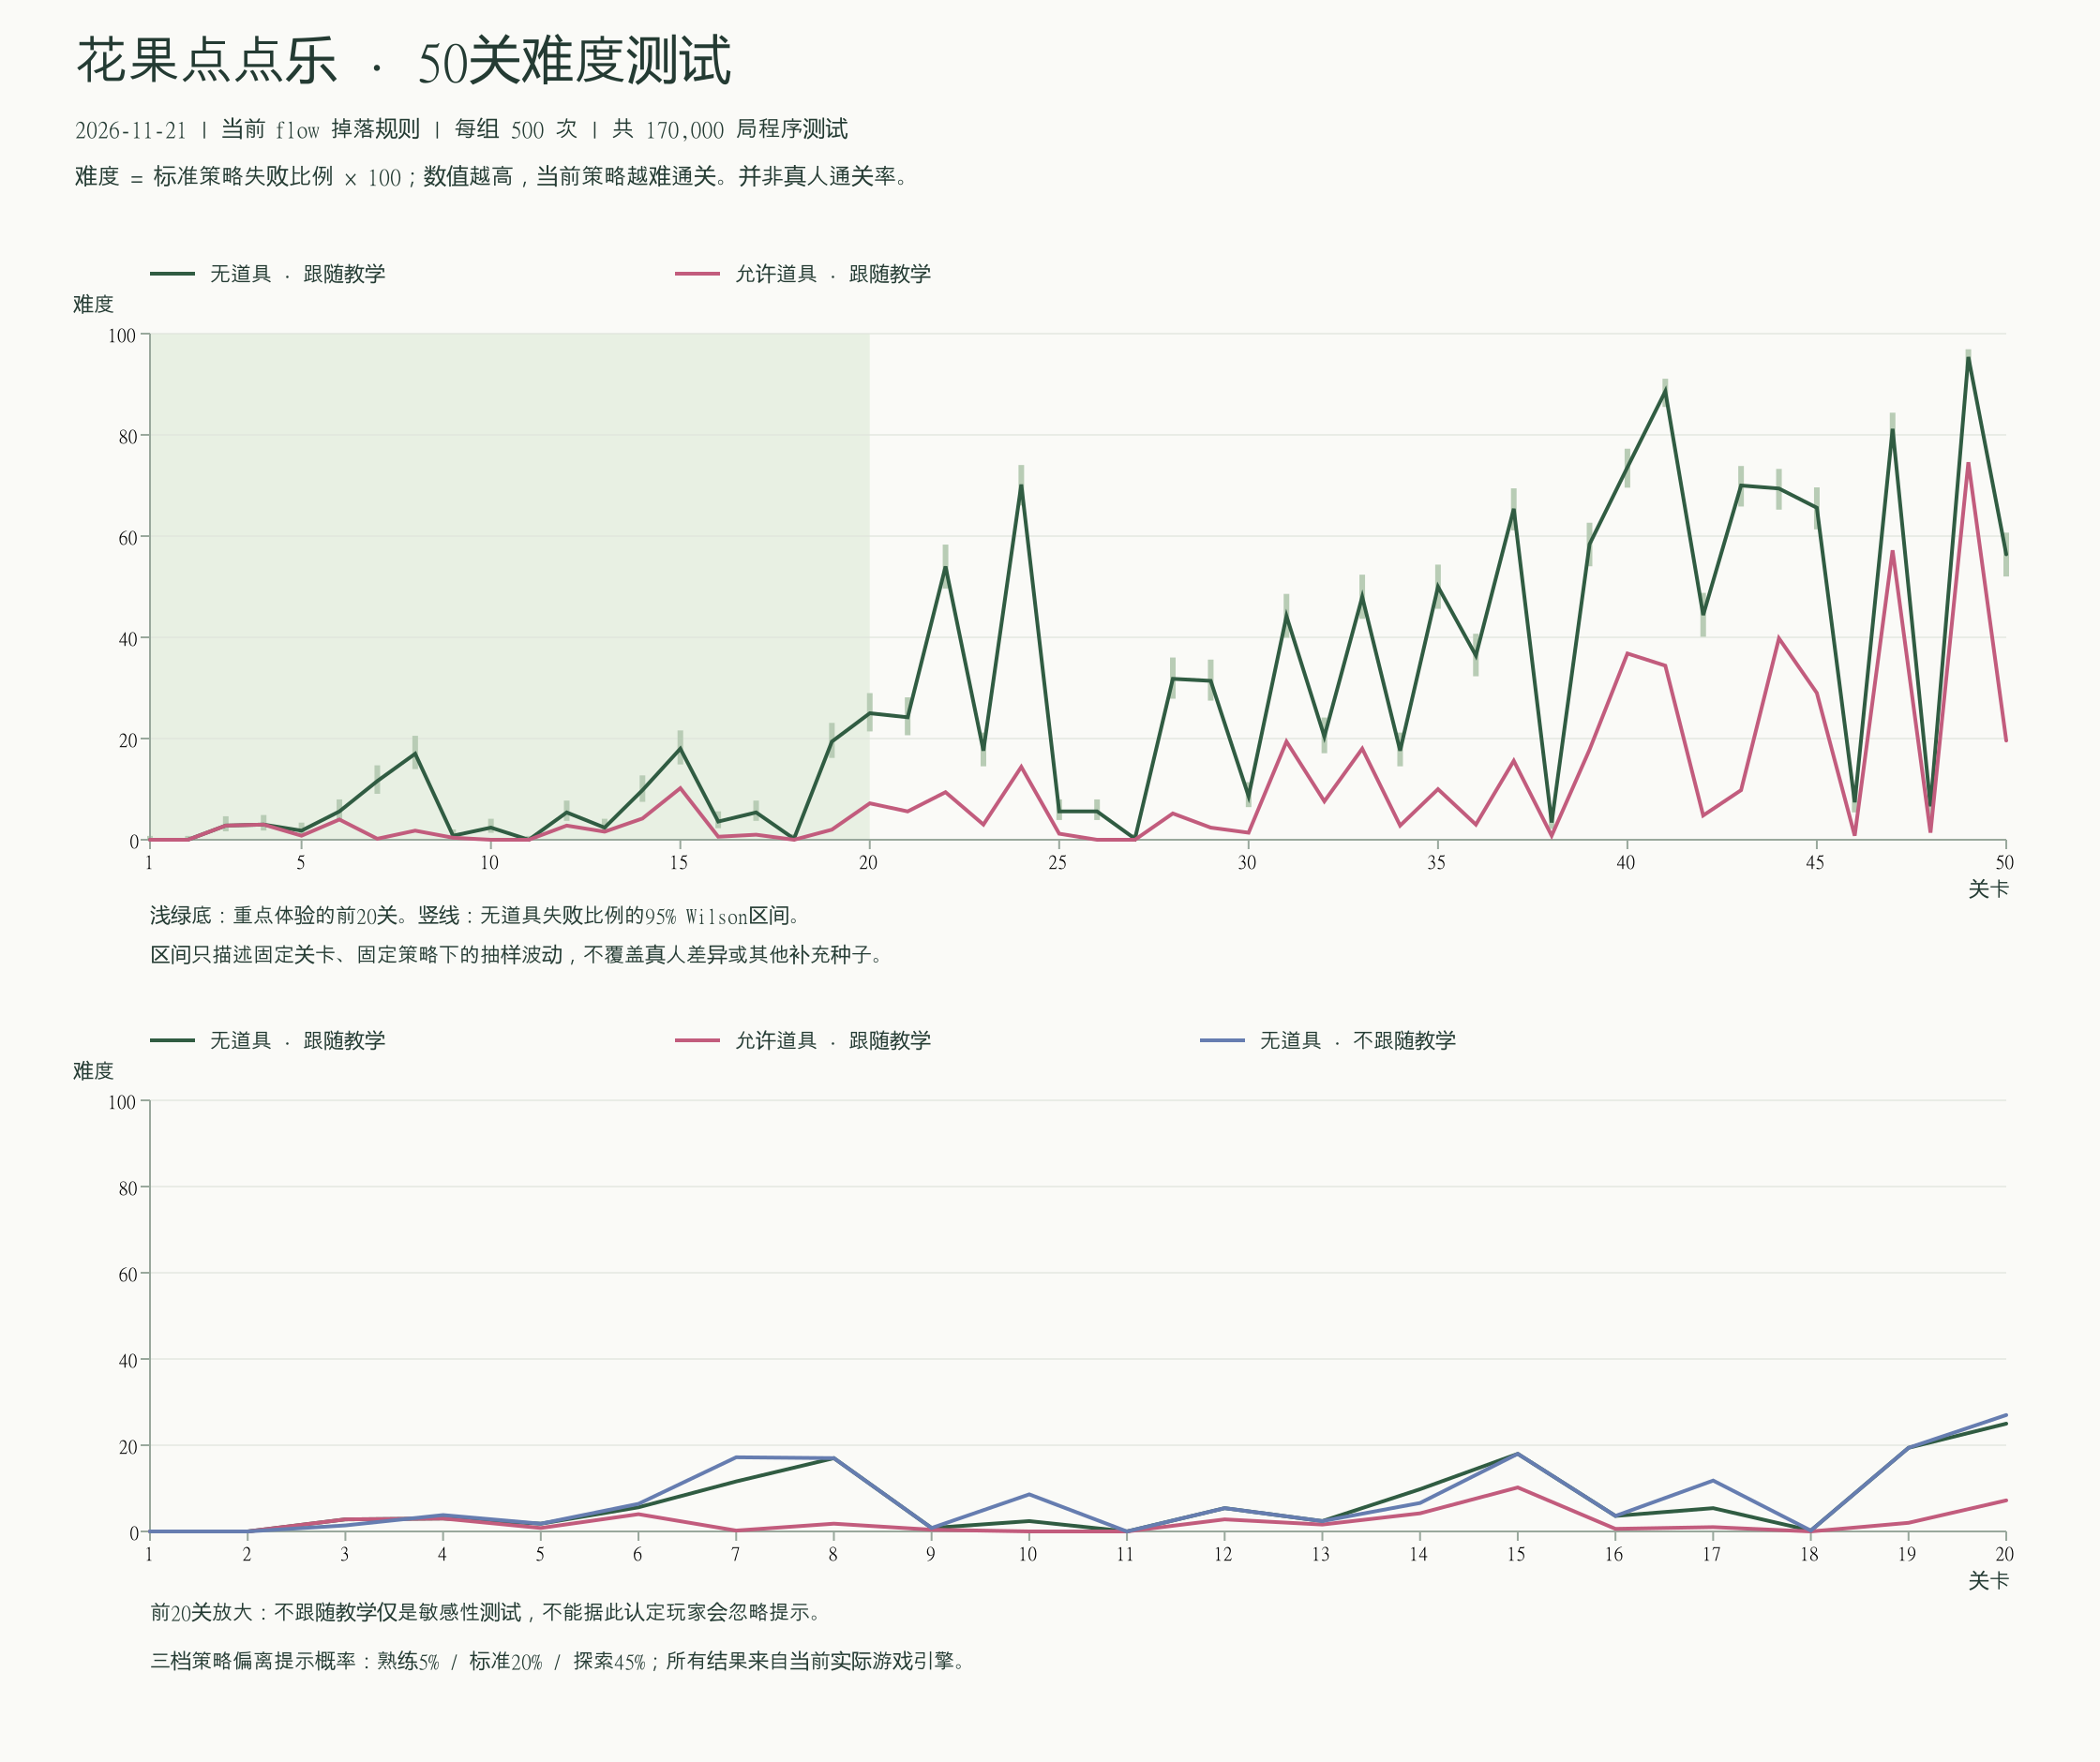 花果点点乐 · 50关难度测试
2026-11-21 | 当前 flow 掉落规则 | 每组 500 次 | 共 170,000 局程序测试
难度 = 标准策略失败比例 × 100；数值越高，当前策略越难通关。并非真人通关率。
无道具 · 跟随教学 允许道具 · 跟随教学
难度
100
80
60
40
20
0
1 5 10 15 20 25 30 35 40 45 50
关卡
浅绿底：重点体验的前20关。竖线：无道具失败比例的95% Wilson区间。
区间只描述固定关卡、固定策略下的抽样波动，不覆盖真人差异或其他补充种子。
无道具 · 跟随教学 允许道具 · 跟随教学 无道具 · 不跟随教学
难度
100
80
60
40
20
0
1 2 3 4 5 6 7 8 9 10 11 12 13 14 15 16 17 18 19 20
关卡
前20关放大：不跟随教学仅是敏感性测试，不能据此认定玩家会忽略提示。
三档策略偏离提示概率：熟练5% / 标准20% / 探索45%；所有结果来自当前实际游戏引擎。